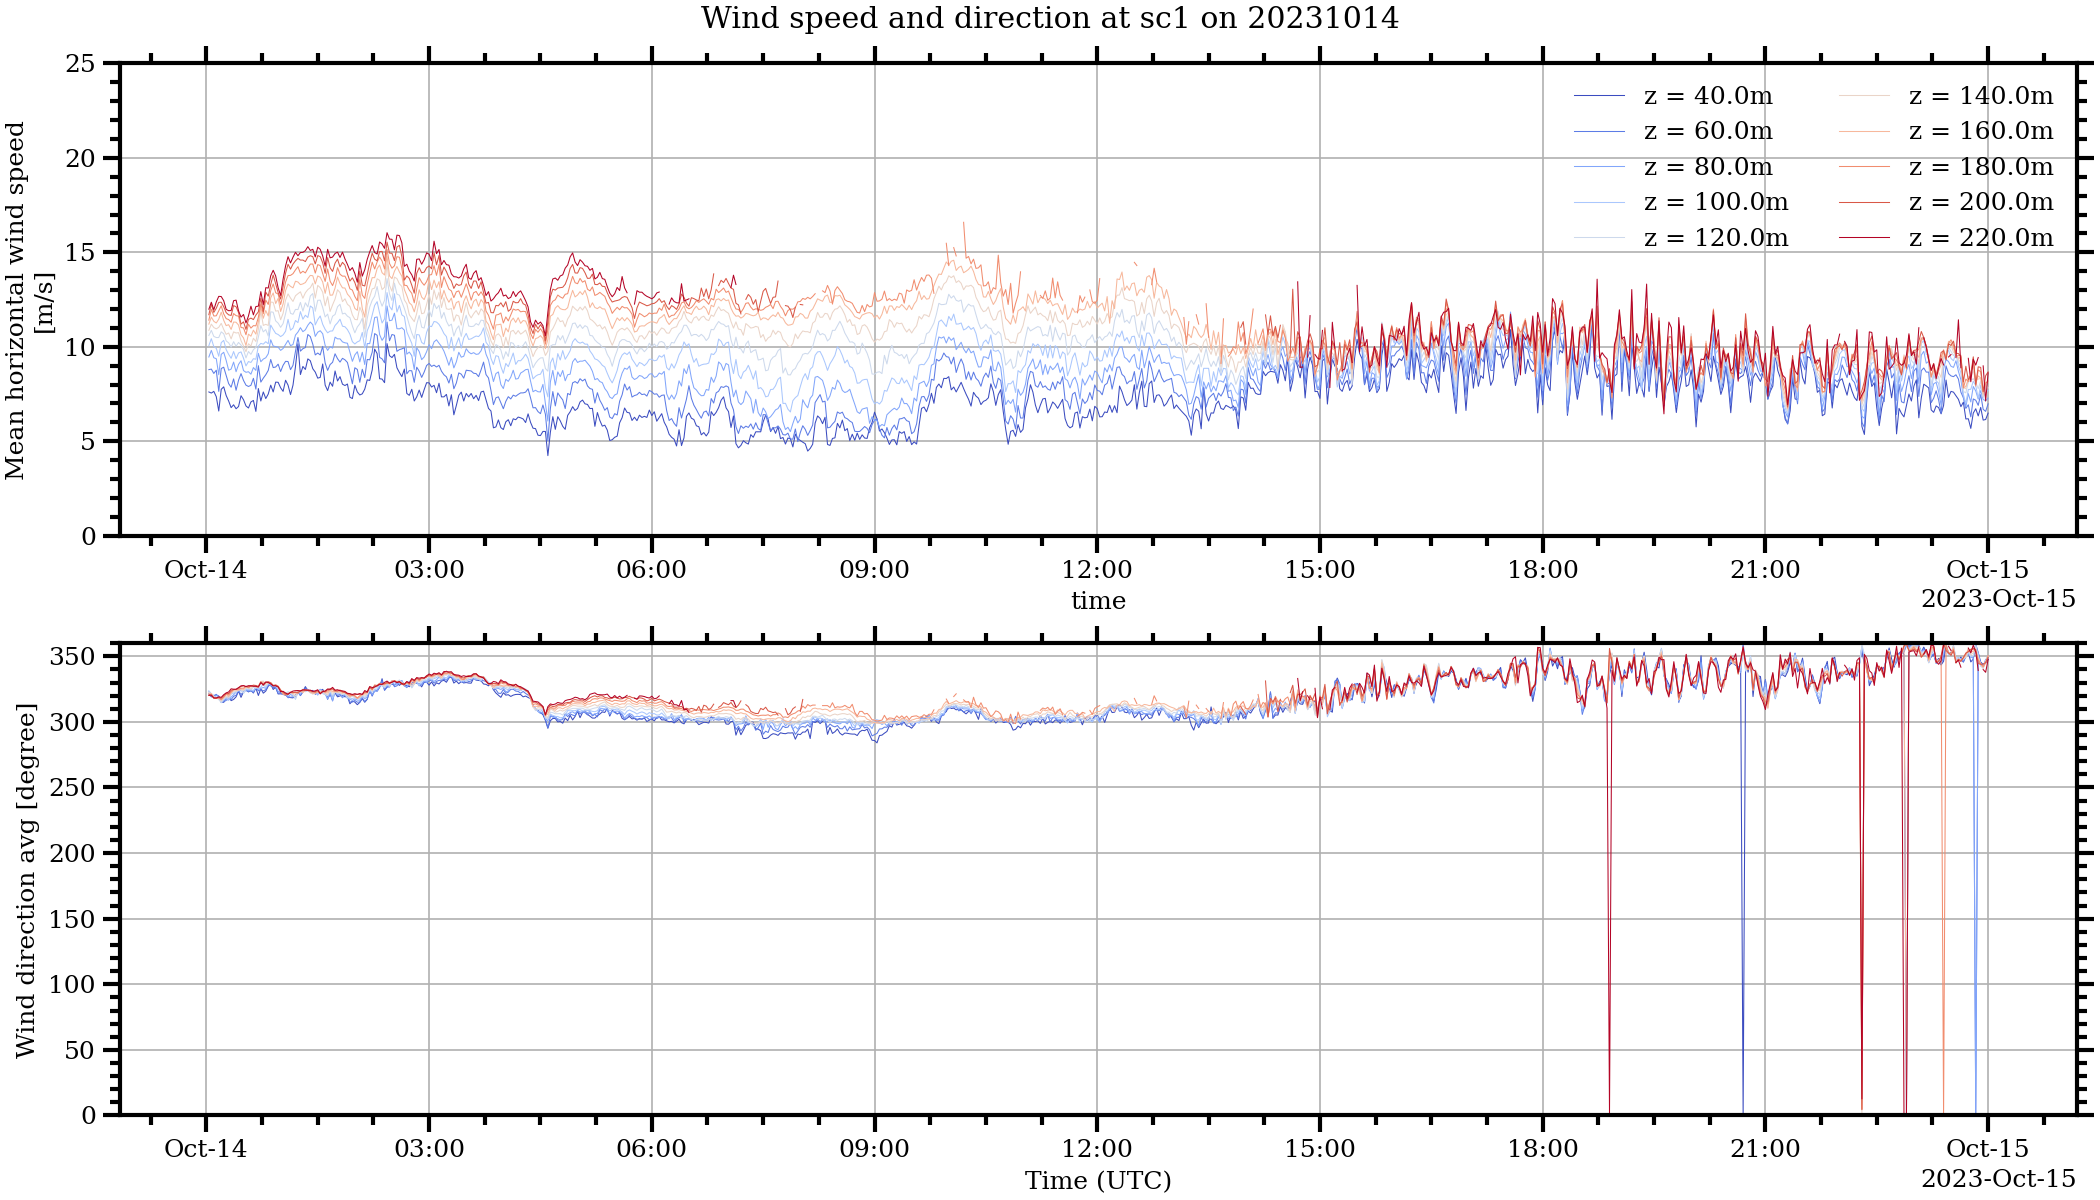 Wind speed and direction at sc1 on 20231014
Mean horizontal wind speed
[m/s]
25
20
15
10
5
0
z = 40.0m
z = 60.0m
z = 80.0m
z = 100.0m
z = 120.0m
z = 140.0m
z = 160.0m
z = 180.0m
z = 200.0m
z = 220.0m
Oct-14 03:00 06:00 09:00 12:00 15:00 18:00 21:00 Oct-15
time
2023-Oct-15
Wind direction avg [degree]
350
300
250
200
150
100
50
0
Oct-14 03:00 06:00 09:00 12:00 15:00 18:00 21:00 Oct-15
Time (UTC)
2023-Oct-15